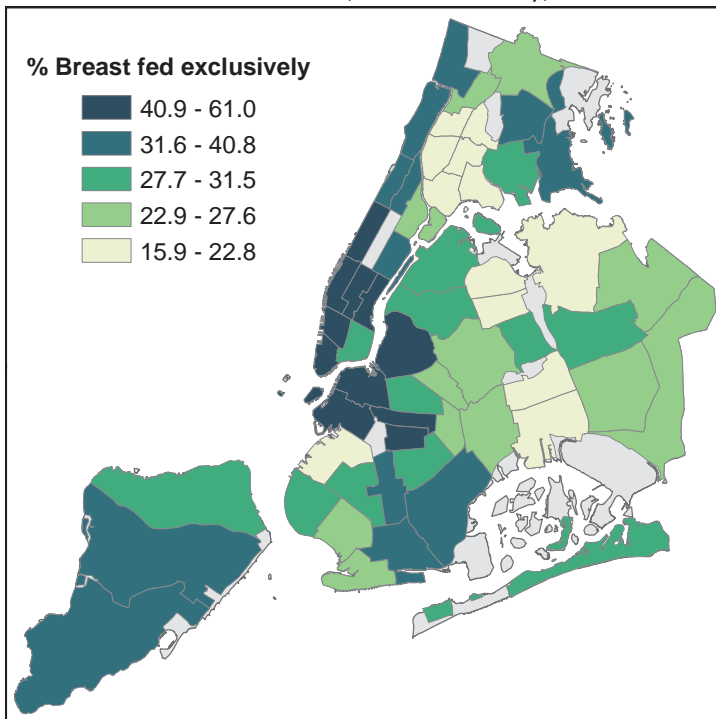 % Breast fed exclusively
40.9 - 61.0
31.6 - 40.8
27.7 - 31.5
22.9 - 27.6
15.9 - 22.8